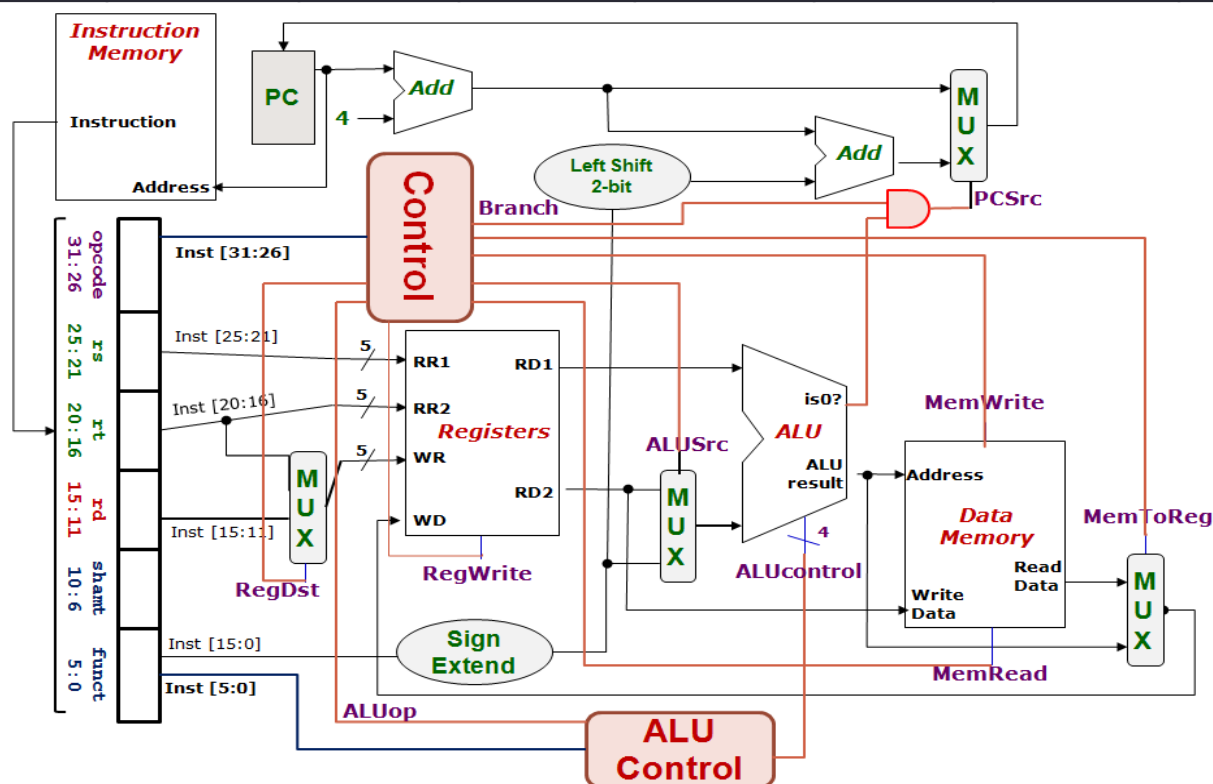 Instruction
Memory
Instruction
Address
PC
4
Add
Add
Left Shift
2-bit
MUX
PCSrc
Control
Branch
opcode
31:26
rs
25:21
rt
20:16
rd
15:11
shamt
10:6
funct
5:0
Inst [31:26]
Inst [25:21]
5
Inst [20:16]
5
5
Inst [15:11]
MUX
RegDst
RR1
RR2
WR
WD
Registers
RD1
RD2
RegWrite
ALUSrc
MUX
is0?
ALU
ALU
result
4
ALUcontrol
MemWrite
Address
Data
Memory
Read
Data
Write
Data
MemRead
MemToReg
MUX
Inst [15:0]
Sign
Extend
Inst [5:0]
ALUop
ALU
Control